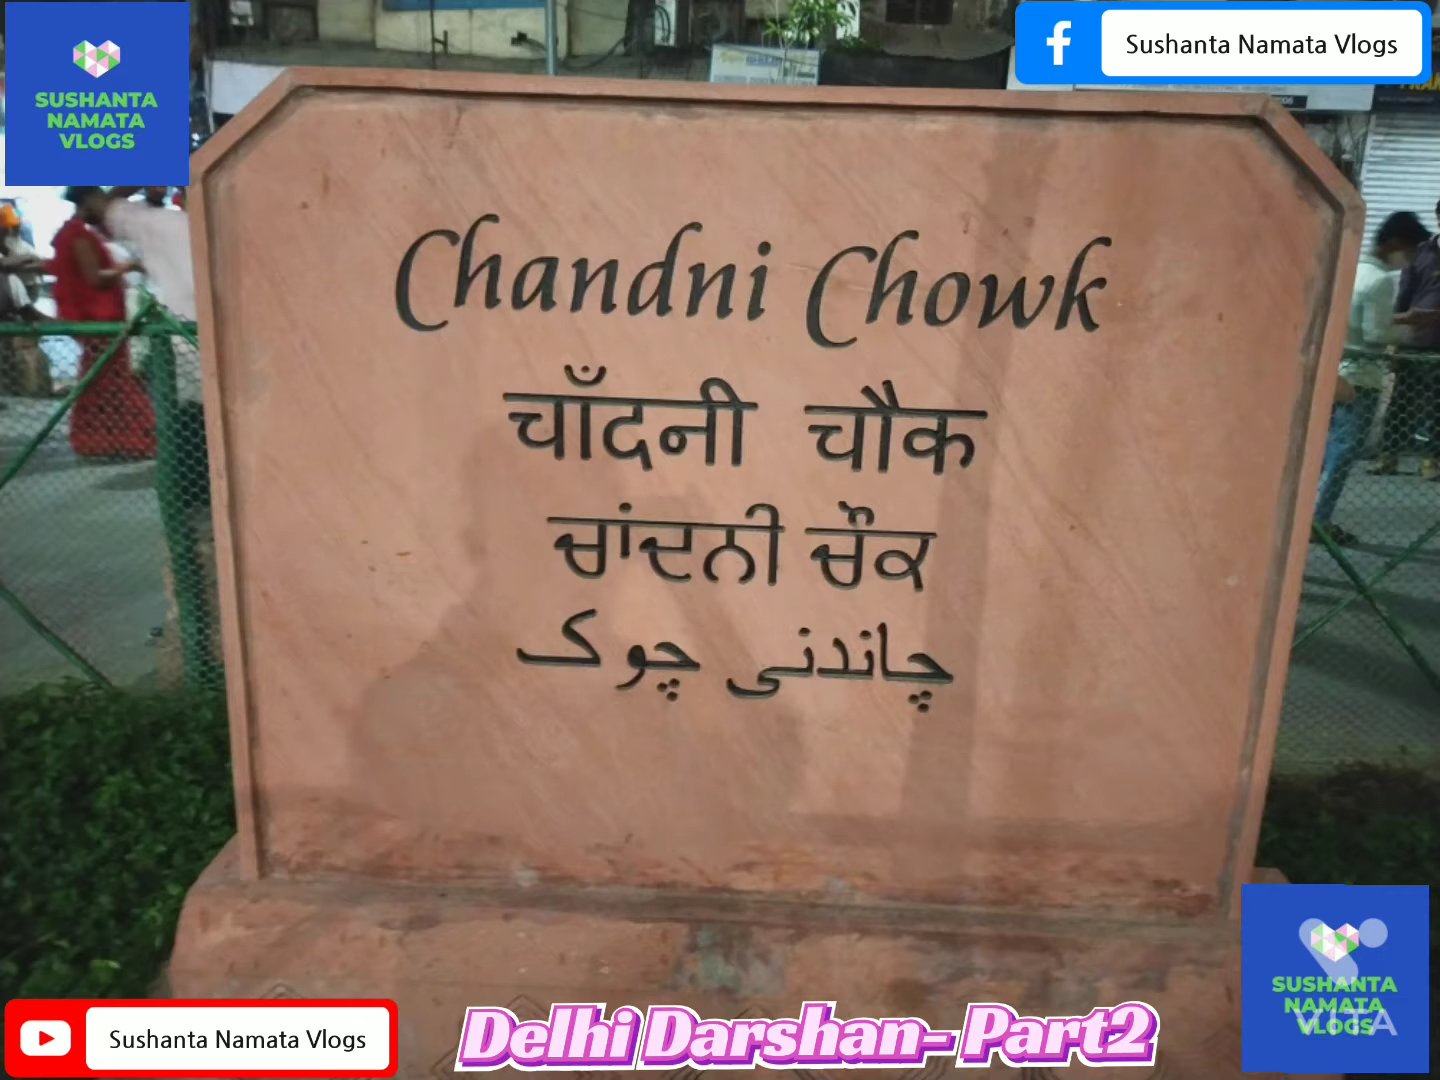 SUSHANTA
NAMATA
VLOGS
Sushanta Namata Vlogs
Chandni Chowk
चाँदनी चौक
ਚਾਂਦਨੀ ਚੌਕ
چاندنی چوک
Sushanta Namata Vlogs
Delhi Darshan- Part2
SUSHANTA
NAMATA
VLOGS